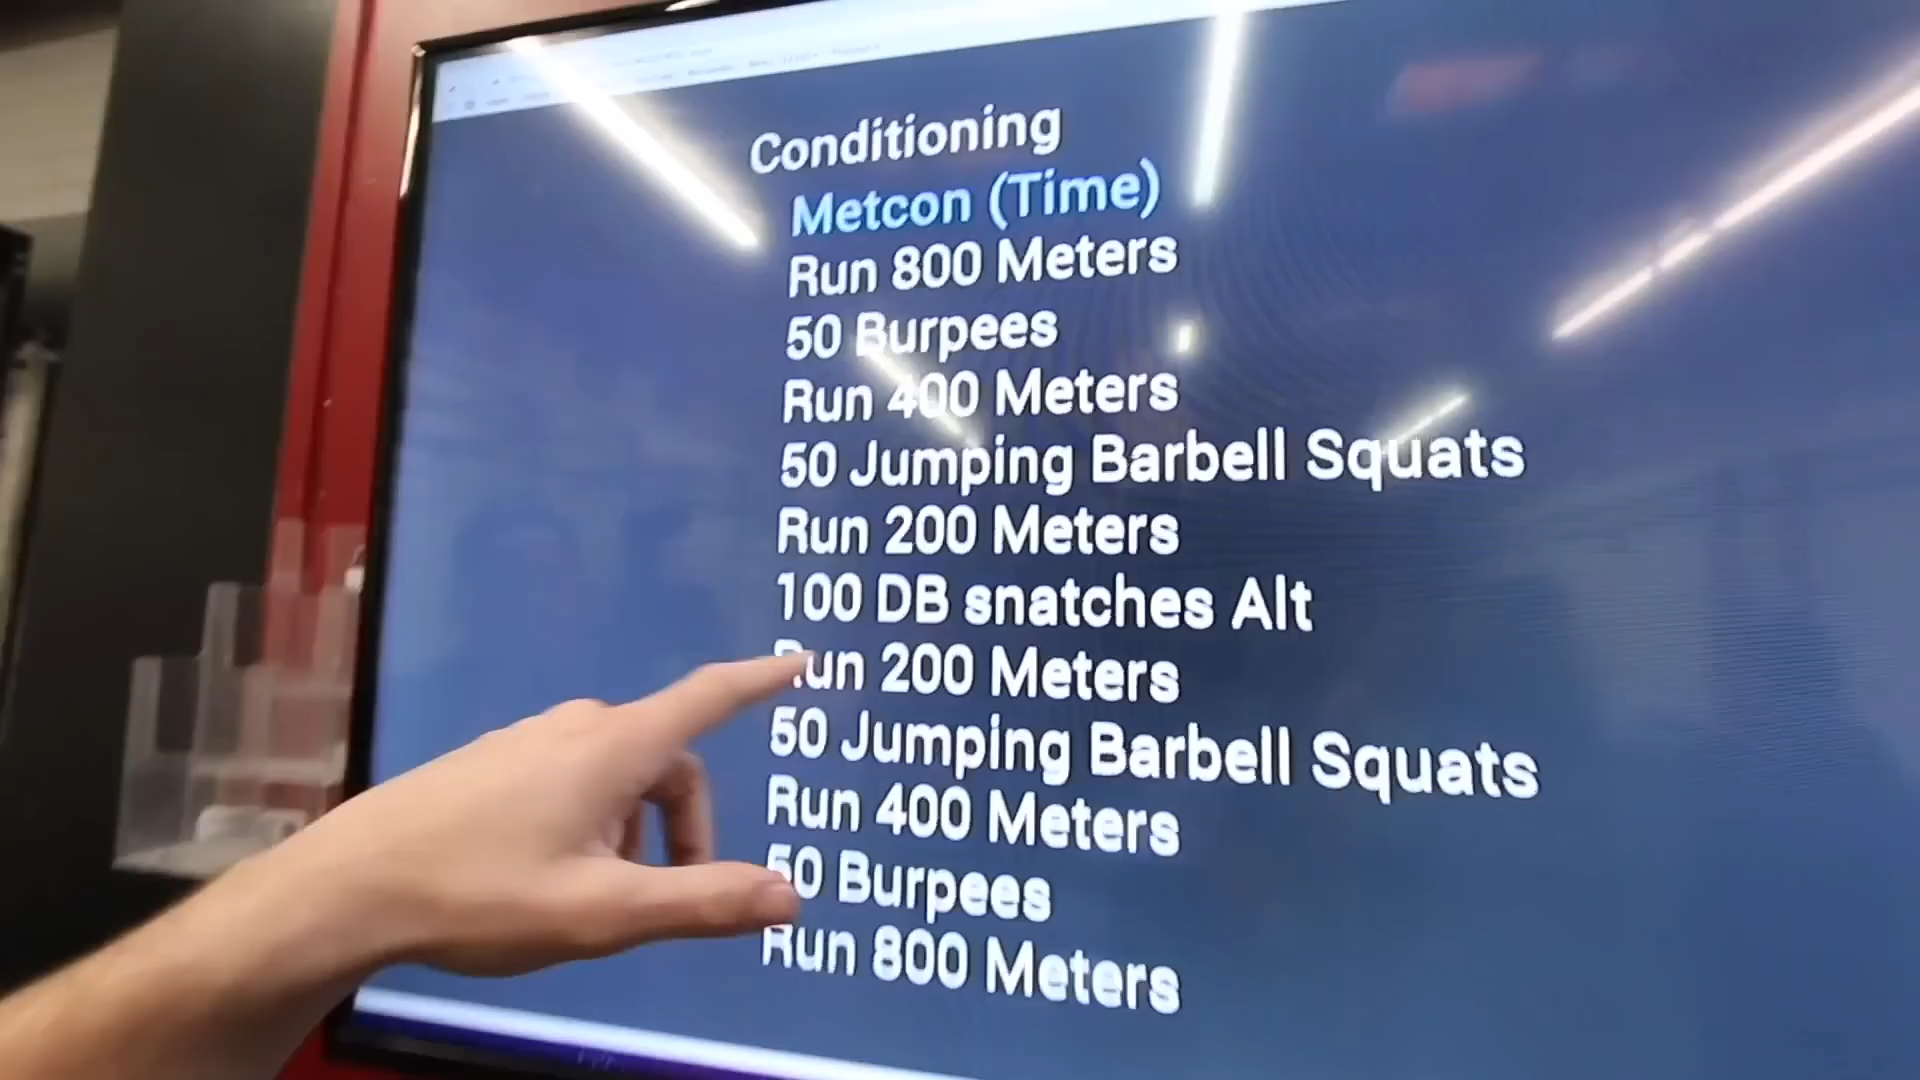 Conditioning
Metcon (Time)
Run 800 Meters
50 Burpees
Run 400 Meters
50 Jumping Barbell Squats
Run 200 Meters
100 DB snatches Alt
Run 200 Meters
50 Jumping Barbell Squats
Run 400 Meters
50 Burpees
Run 800 Meters